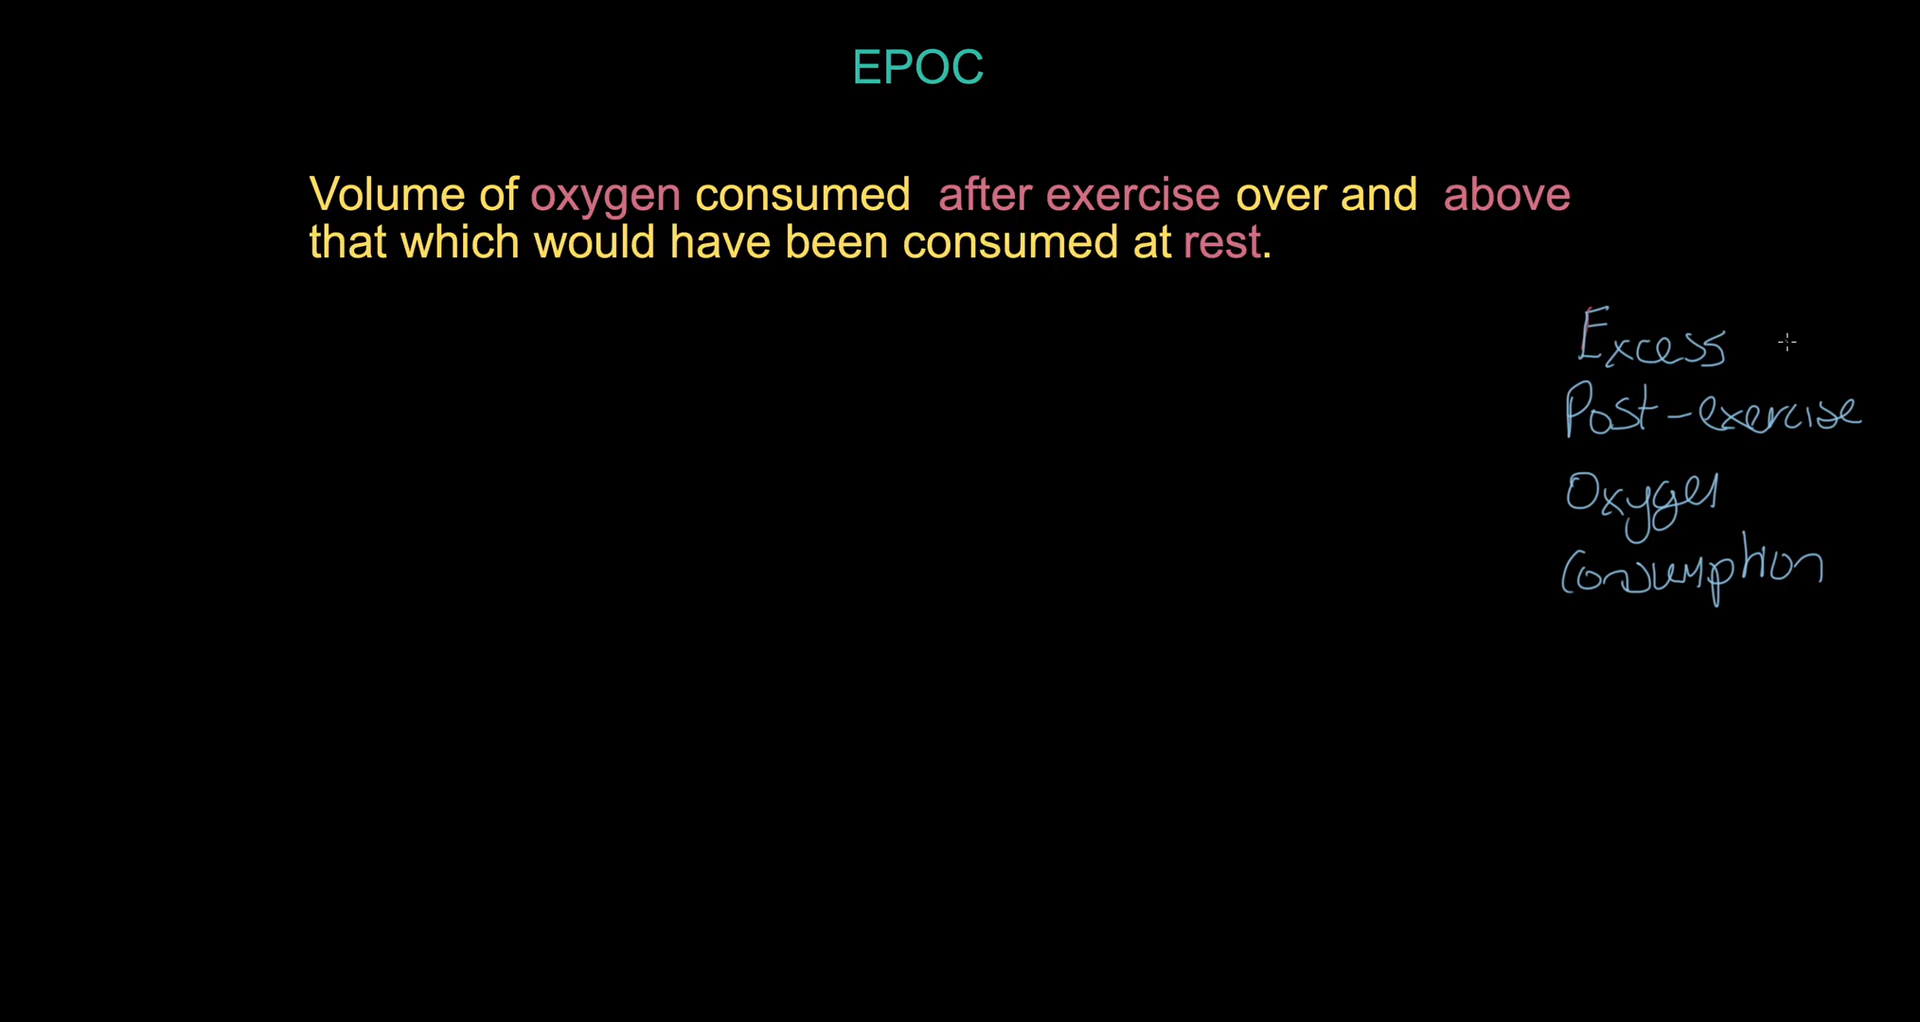 EPOC
Volume of oxygen consumed after exercise over and above
that which would have been consumed at rest.
Excess
Post-exercise
Oxygen
Consumption